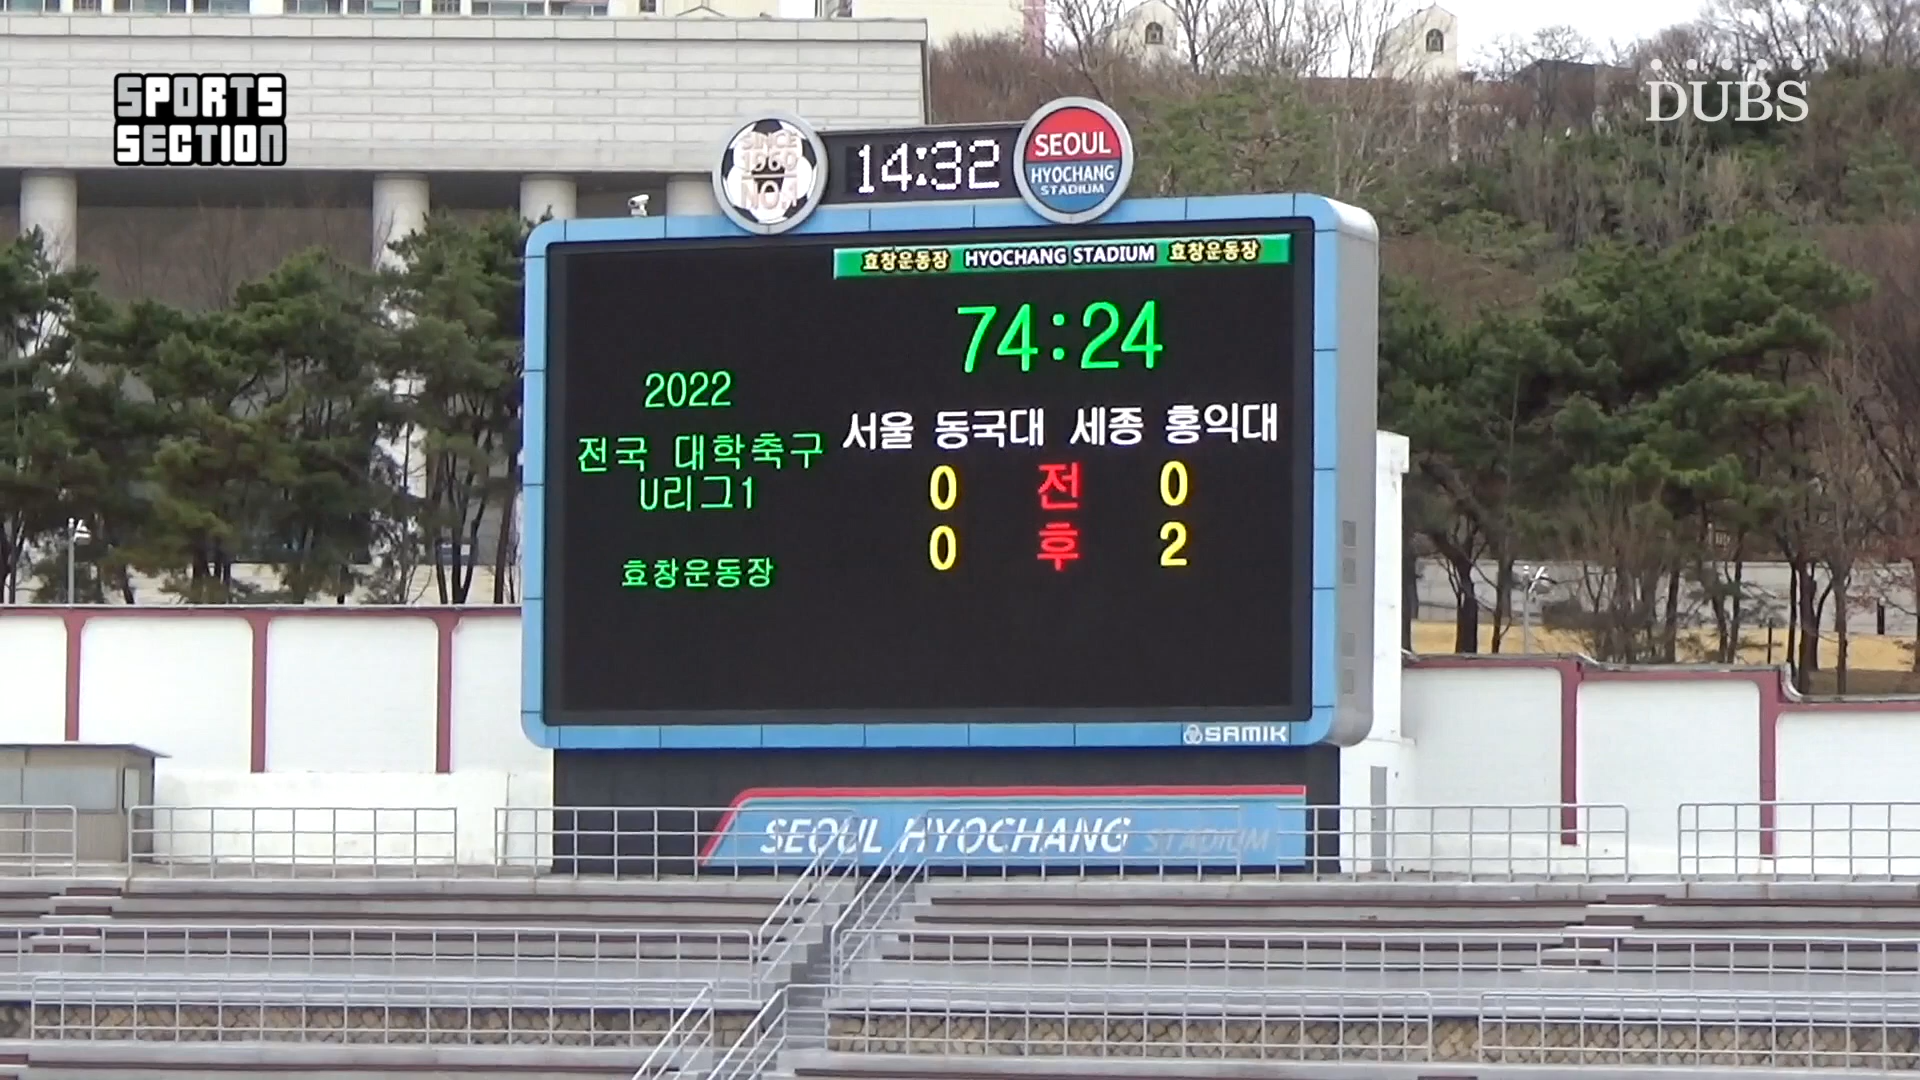 SPORTS
SECTION
DUBS
SINCE
1960
NO.1
14:32
SEOUL
HYOCHANG
STADIUM
효창운동장 HYOCHANG STADIUM 효창운동장
74:24
2022
전국 대학축구
U리그1
효창운동장
서울 동국대 세종 홍익대
0 전 0
0 후 2
SAMIK
SEOUL HYOCHANG STADIUM